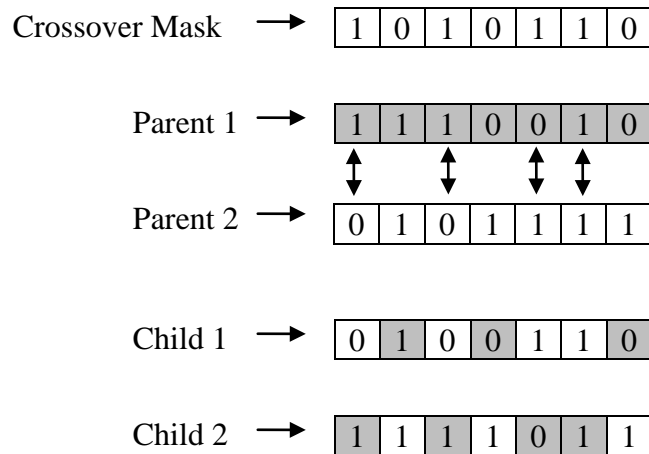 Crossover Mask 1 0 1 0 1 1 0
Parent 1 1 1 1 0 0 1 0
Parent 2 0 1 0 1 1 1 1
Child 1 0 1 0 0 1 1 0
Child 2 1 1 1 1 0 1 1